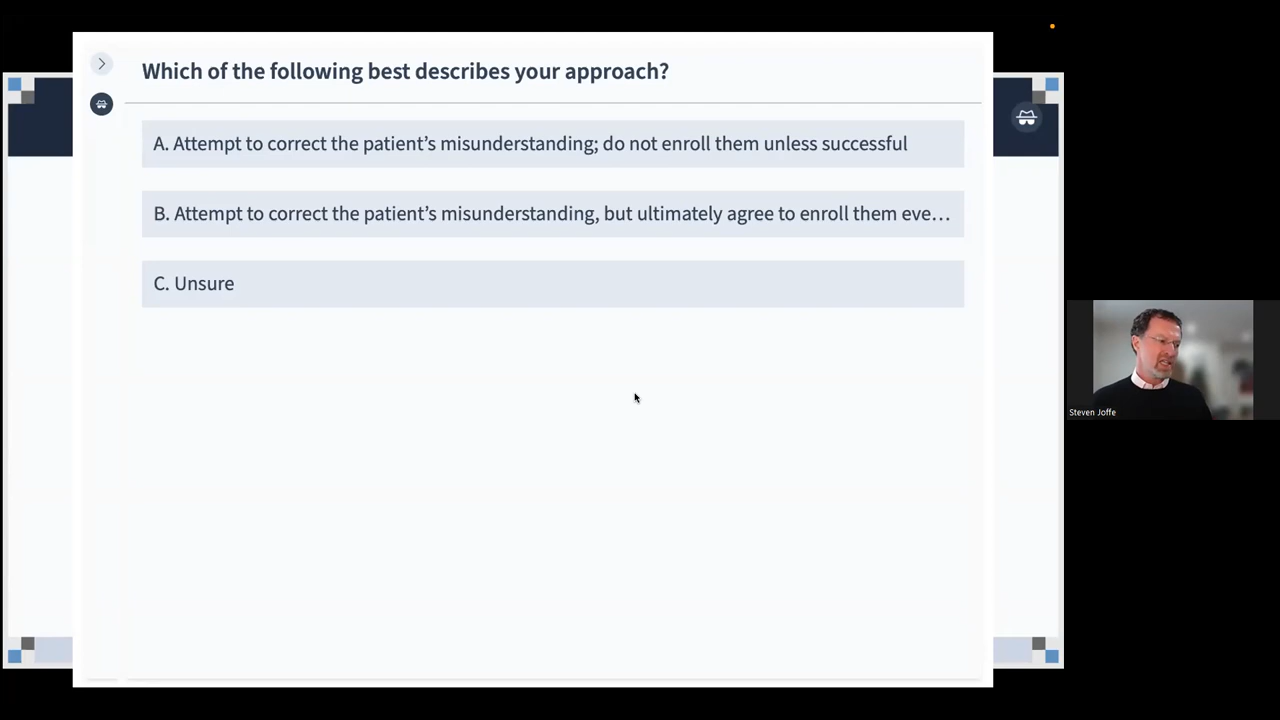 Which of the following best describes your approach?
A. Attempt to correct the patient’s misunderstanding; do not enroll them unless successful
B. Attempt to correct the patient’s misunderstanding, but ultimately agree to enroll them eve…
C. Unsure
Steven Joffe